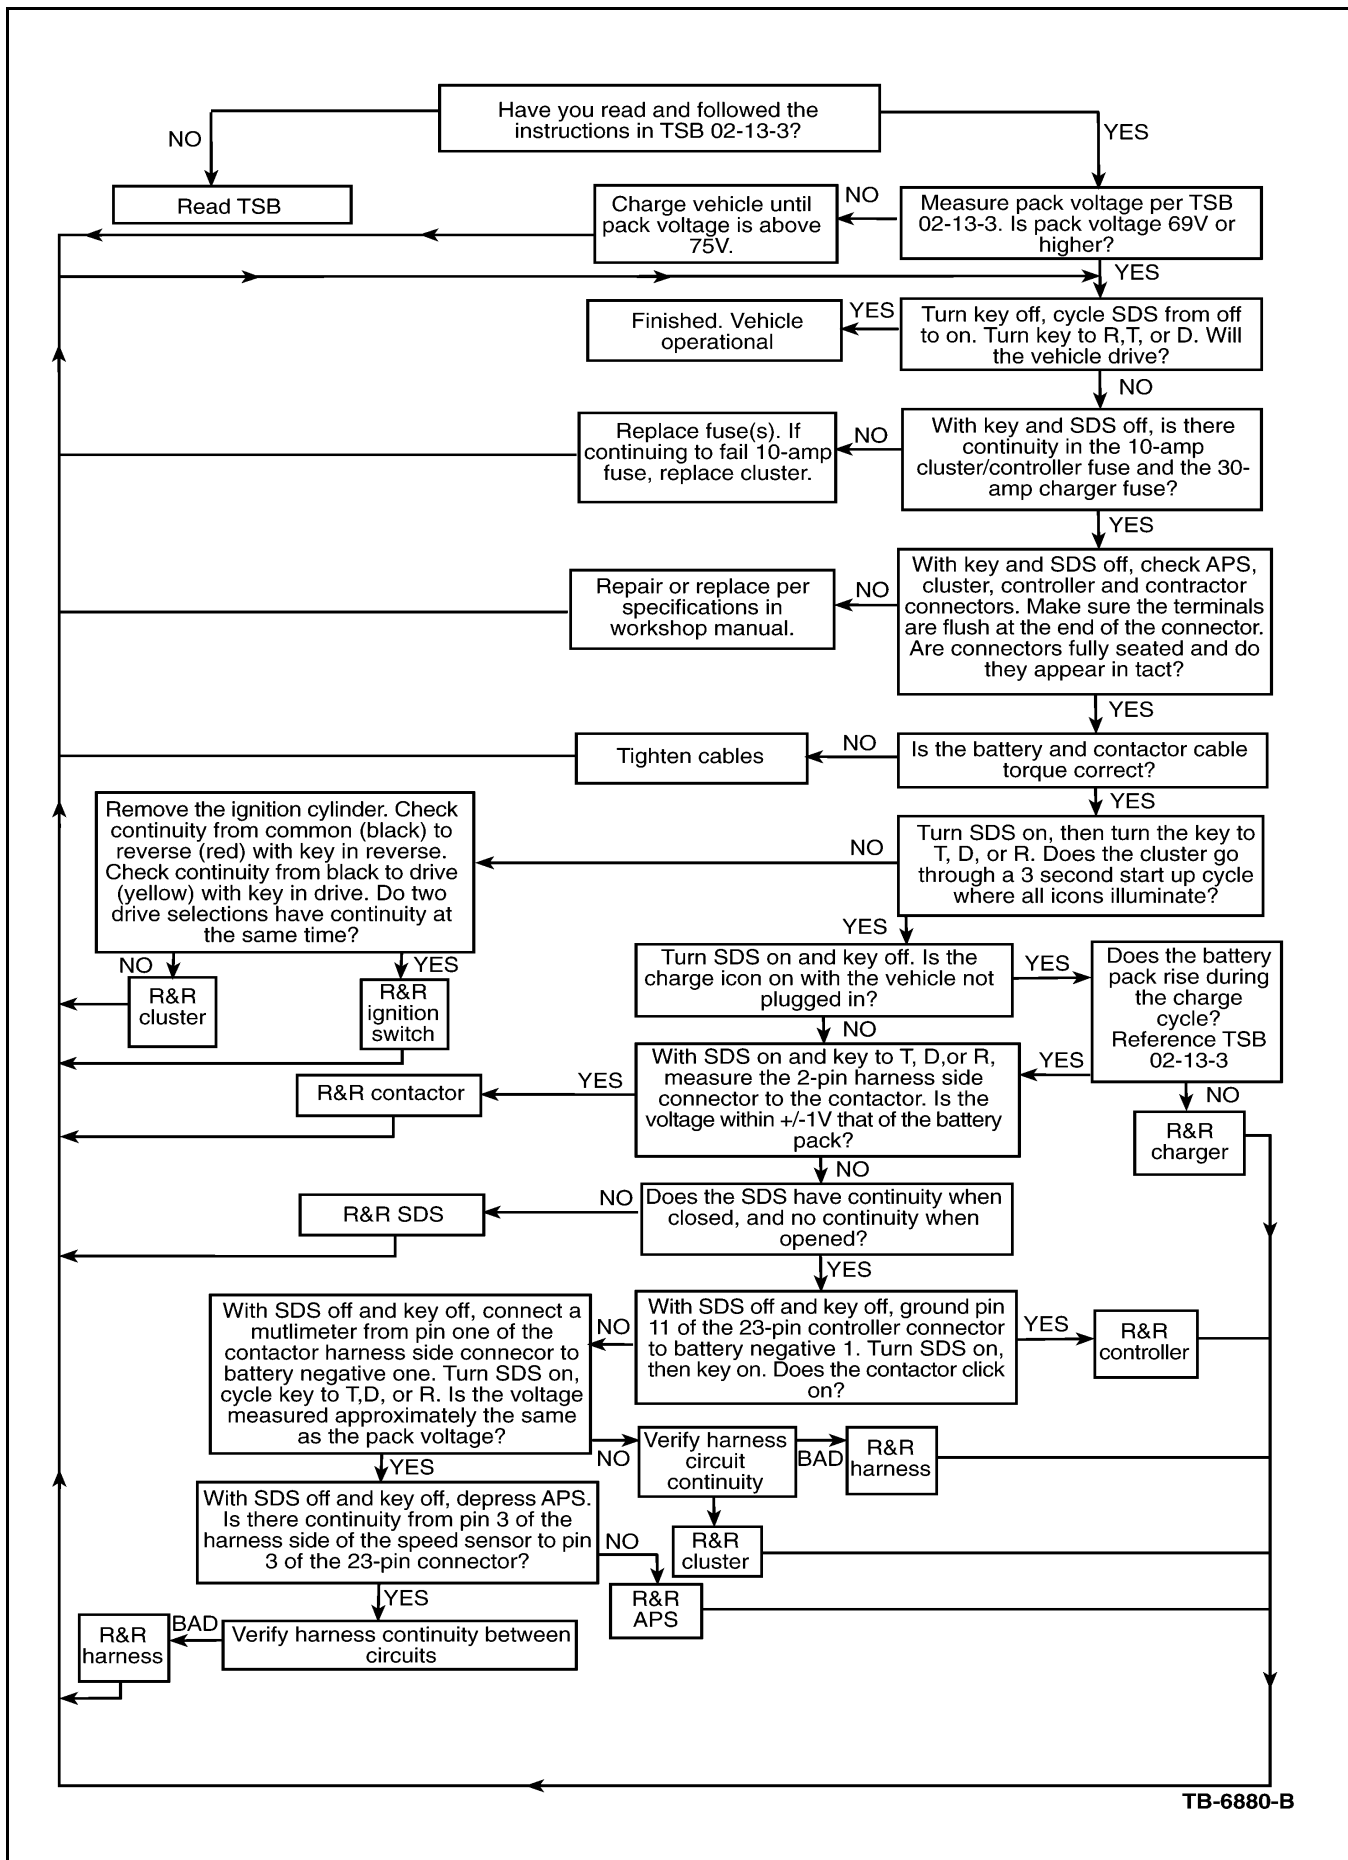 Have you read and followed the
instructions in TSB 02-13-3?
NO
YES
Read TSB
Charge vehicle until
pack voltage is above
75V.
NO
Measure pack voltage per TSB
02-13-3. Is pack voltage 69V or
higher?
YES
Finished. Vehicle
operational
YES
Turn key off, cycle SDS from off
to on. Turn key to R,T, or D. Will
the vehicle drive?
NO
Replace fuse(s). If
continuing to fail 10-amp
fuse, replace cluster.
NO
With key and SDS off, is there
continuity in the 10-amp
cluster/controller fuse and the 30-
amp charger fuse?
YES
Repair or replace per
specifications in
workshop manual.
NO
With key and SDS off, check APS,
cluster, controller and contractor
connectors. Make sure the terminals
are flush at the end of the connector.
Are connectors fully seated and do
they appear in tact?
YES
Tighten cables
NO
Is the battery and contactor cable
torque correct?
YES
Remove the ignition cylinder. Check
continuity from common (black) to
reverse (red) with key in reverse.
Check continuity from black to drive
(yellow) with key in drive. Do two
drive selections have continuity at
the same time?
NO
Turn SDS on, then turn the key to
T, D, or R. Does the cluster go
through a 3 second start up cycle
where all icons illuminate?
YES
NO
YES
R&R
cluster
R&R
ignition
switch
Turn SDS on and key off. Is the
charge icon on with the vehicle not
plugged in?
YES
Does the battery
pack rise during
the charge
cycle?
Reference TSB
02-13-3
NO
R&R contactor
YES
With SDS on and key to T, D,or R,
measure the 2-pin harness side
connector to the contactor. Is the
voltage within +/-1V that of the battery
pack?
YES
NO
R&R
charger
NO
R&R SDS
NO
Does the SDS have continuity when
closed, and no continuity when
opened?
YES
With SDS off and key off, connect a
mutlimeter from pin one of the
contactor harness side connecor to
battery negative one. Turn SDS on,
cycle key to T,D, or R. Is the voltage
measured approximately the same
as the pack voltage?
NO
With SDS off and key off, ground pin
11 of the 23-pin controller connector
to battery negative 1. Turn SDS on,
then key on. Does the contactor click
on?
YES
R&R
controller
YES
NO
Verify harness
circuit
continuity
BAD
R&R
harness
With SDS off and key off, depress APS.
Is there continuity from pin 3 of the
harness side of the speed sensor to pin
3 of the 23-pin connector?
NO
R&R
cluster
YES
R&R
APS
R&R
harness
BAD
Verify harness continuity between
circuits
TB-6880-B